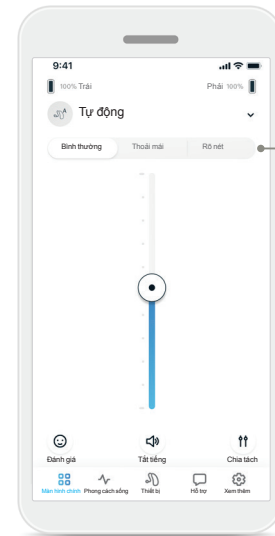 9:41
100% Trái Phải 100%
A Tự động
Bình thường Thoải mái Rõ nét
Đánh giá Tắt tiếng Chia tách
Màn hình chính Phong cách sống Thiết bị Hỗ trợ Xem thêm